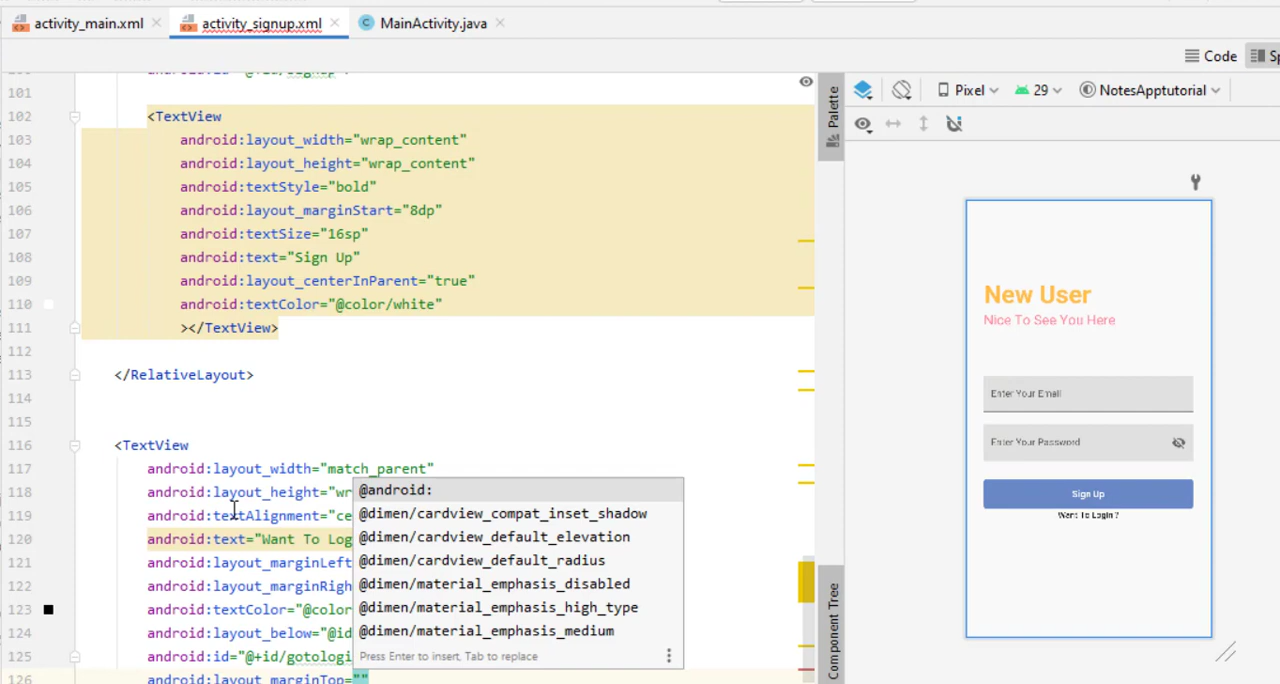 activity_main.xml × activity_signup.xml × MainActivity.java ×
Code
101
102 <TextView
103 android:layout_width="wrap_content"
104 android:layout_height="wrap_content"
105 android:textStyle="bold"
106 android:layout_marginStart="8dp"
107 android:textSize="16sp"
108 android:text="Sign Up"
109 android:layout_centerInParent="true"
110 android:textColor="@color/white"
111 ></TextView>
112
113 </RelativeLayout>
114
115
116 <TextView
117 android:layout_width="match_parent"
118 android:layout_height="wr
119 android:textAlignment="ce
120 android:text="Want To Log
121 android:layout_marginLeft
122 android:layout_marginRigh
123 android:textColor="@color
124 android:layout_below="@id
125 android:id="@+id/gotologi
126 android:layout_marginTop=""
@android:
@dimen/cardview_compat_inset_shadow
@dimen/cardview_default_elevation
@dimen/cardview_default_radius
@dimen/material_emphasis_disabled
@dimen/material_emphasis_high_type
@dimen/material_emphasis_medium
Press Enter to insert, Tab to replace
Palette
Component Tree
Pixel 29 NotesApptutorial
New User
Nice To See You Here
Enter Your Email
Enter Your Password
Sign Up
Want To Login ?